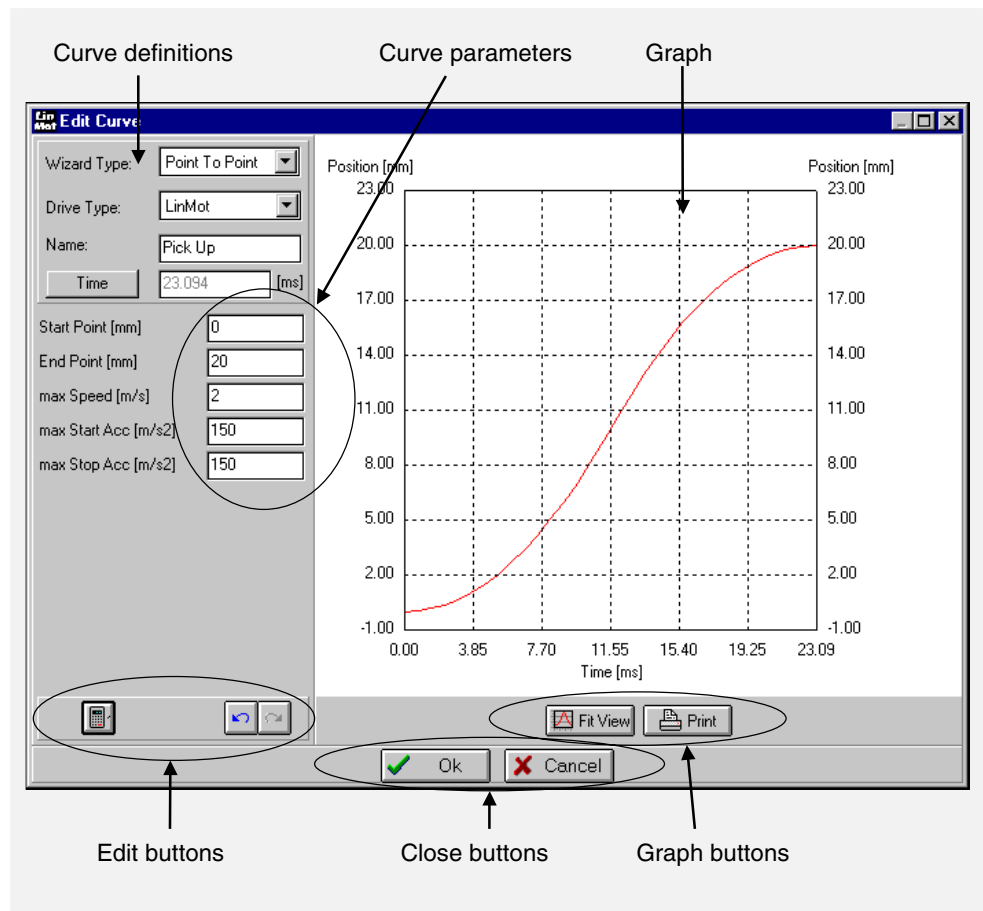 Curve definitions
Curve parameters
Graph
Lin Mot
Edit Curve
Wizard Type:
Point To Point
Drive Type:
LinMot
Name:
Pick Up
Time
23.094
[ms]
Start Point [mm]
0
End Point [mm]
20
max Speed [m/s]
2
max Start Acc [m/s2]
150
max Stop Acc [m/s2]
150
Position [mm]
Position [mm]
23.00
23.00
20.00
20.00
17.00
17.00
14.00
14.00
11.00
11.00
8.00
8.00
5.00
5.00
2.00
2.00
-1.00
-1.00
0.00 3.85 7.70 11.55 15.40 19.25 23.09
Time [ms]
Fit View
Print
Ok
Cancel
Edit buttons
Close buttons
Graph buttons